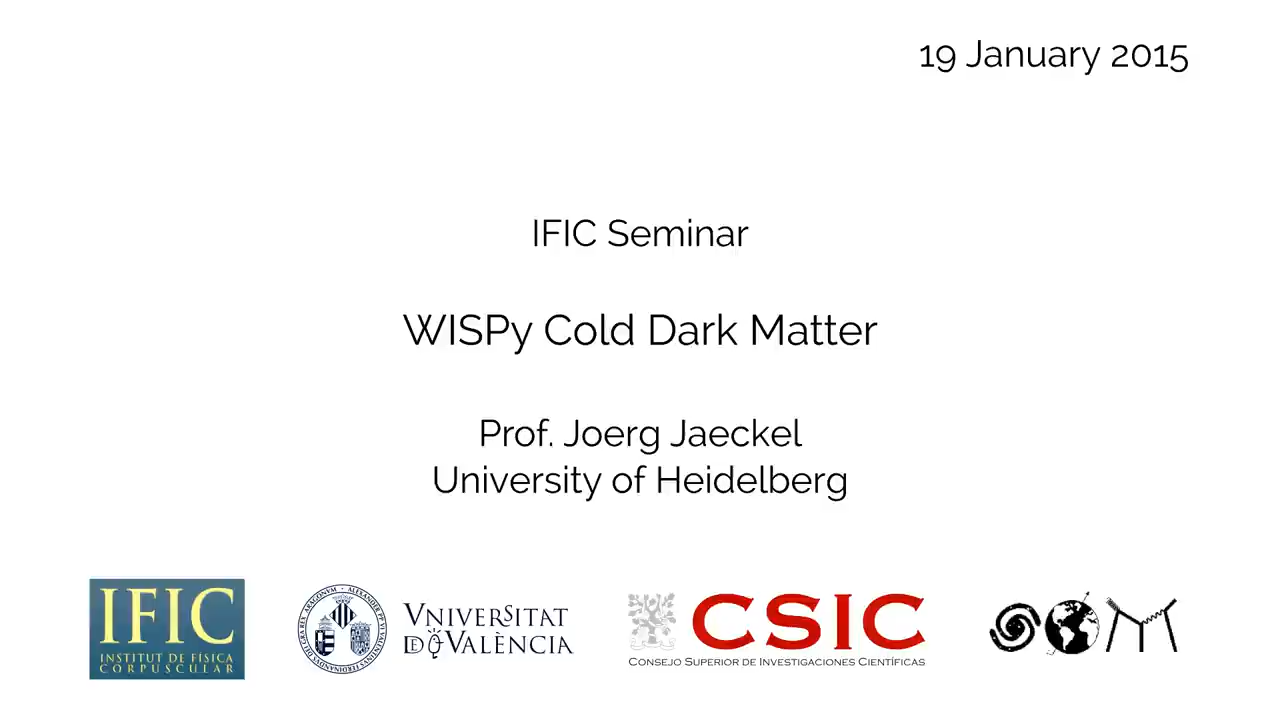 19 January 2015
IFIC Seminar
WISPy Cold Dark Matter
Prof. Joerg Jaeckel
University of Heidelberg
IFIC
INSTITUT DE FÍSICA
CORPUSCULAR
VNIVERSITAT
DE VALÈNCIA
CSIC
CONSEJO SUPERIOR DE INVESTIGACIONES CIENTÍFICAS
SOM